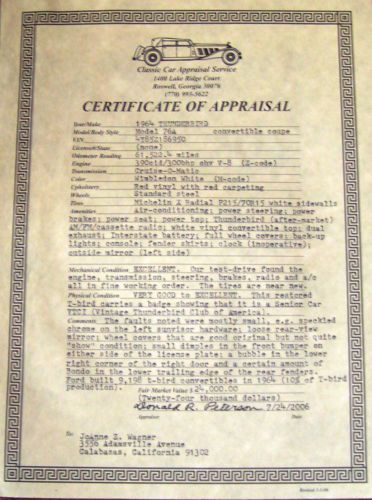 Classic Car Appraisal Service
1400 Lake Ridge Court
Roswell, Georgia 30076
(770) 993-5622
CERTIFICATE OF APPRAISAL
Year/Make 1964 THUNDERBIRD
Model/Body Style Model 76A convertible coupe
VIN 4Y85Z186950
License#/State (none)
Odometer Reading 61,522.4 miles
Engine 390cid/300bhp ohv V-8 (Z-code)
Transmission Cruise-O-Matic
Color Wimbledon White (M-code)
Upholstery Red vinyl with red carpeting
Wheels Standard steel
Tires Michelin X Radial P215/70R15 white sidewalls
Amenities Air-conditioning; power steering; power
brakes; power seat; power top; Thunderbird (after-market)
AM/FM/cassette radio; white vinyl convertible top; dual
exhaust; Interstate battery; full wheel covers; back-up
lights; console; fender skirts; clock (inoperative);
outside mirror (left side)
Mechanical Condition EXCELLENT. Our test-drive found the
engine, transmission, steering, brakes, radio and a/c
all in fine working order. The tires are near new.
Physical Condition VERY GOOD to EXCELLENT. This restored
T-bird carries a badge showing that it is a Senior Car
VTCI (Vintage Thunderbird Club of America).
Comments The faults noted were mostly small, e.g. speckled
chrome on the left sunvisor hardware; loose rear-view
mirror; wheel covers that are good original but not quite
"show" condition; small dimples in the front bumper on
either side of the license plate; a bubble in the lower
right corner of the right door and a certain amount of
Bondo in the lower trailing edge of the rear fenders.
Ford built 9,198 t-bird convertibles in 1964 (10% of T-bird
production). Fair Market Value $ 24,000.00
(Twenty-four thousand dollars)
Donald R. Peterson 7/24/2006
Appraiser Date
To: Joanne Z. Wagner
3556 Adamsville Avenue
Calabasas, California 91302
Revised